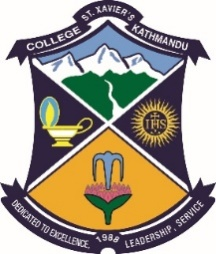 ST. XAVIER'S
COLLEGE KATHMANDU
IHS
DEDICATED TO EXCELLENCE, LEADERSHIP, SERVICE
1988